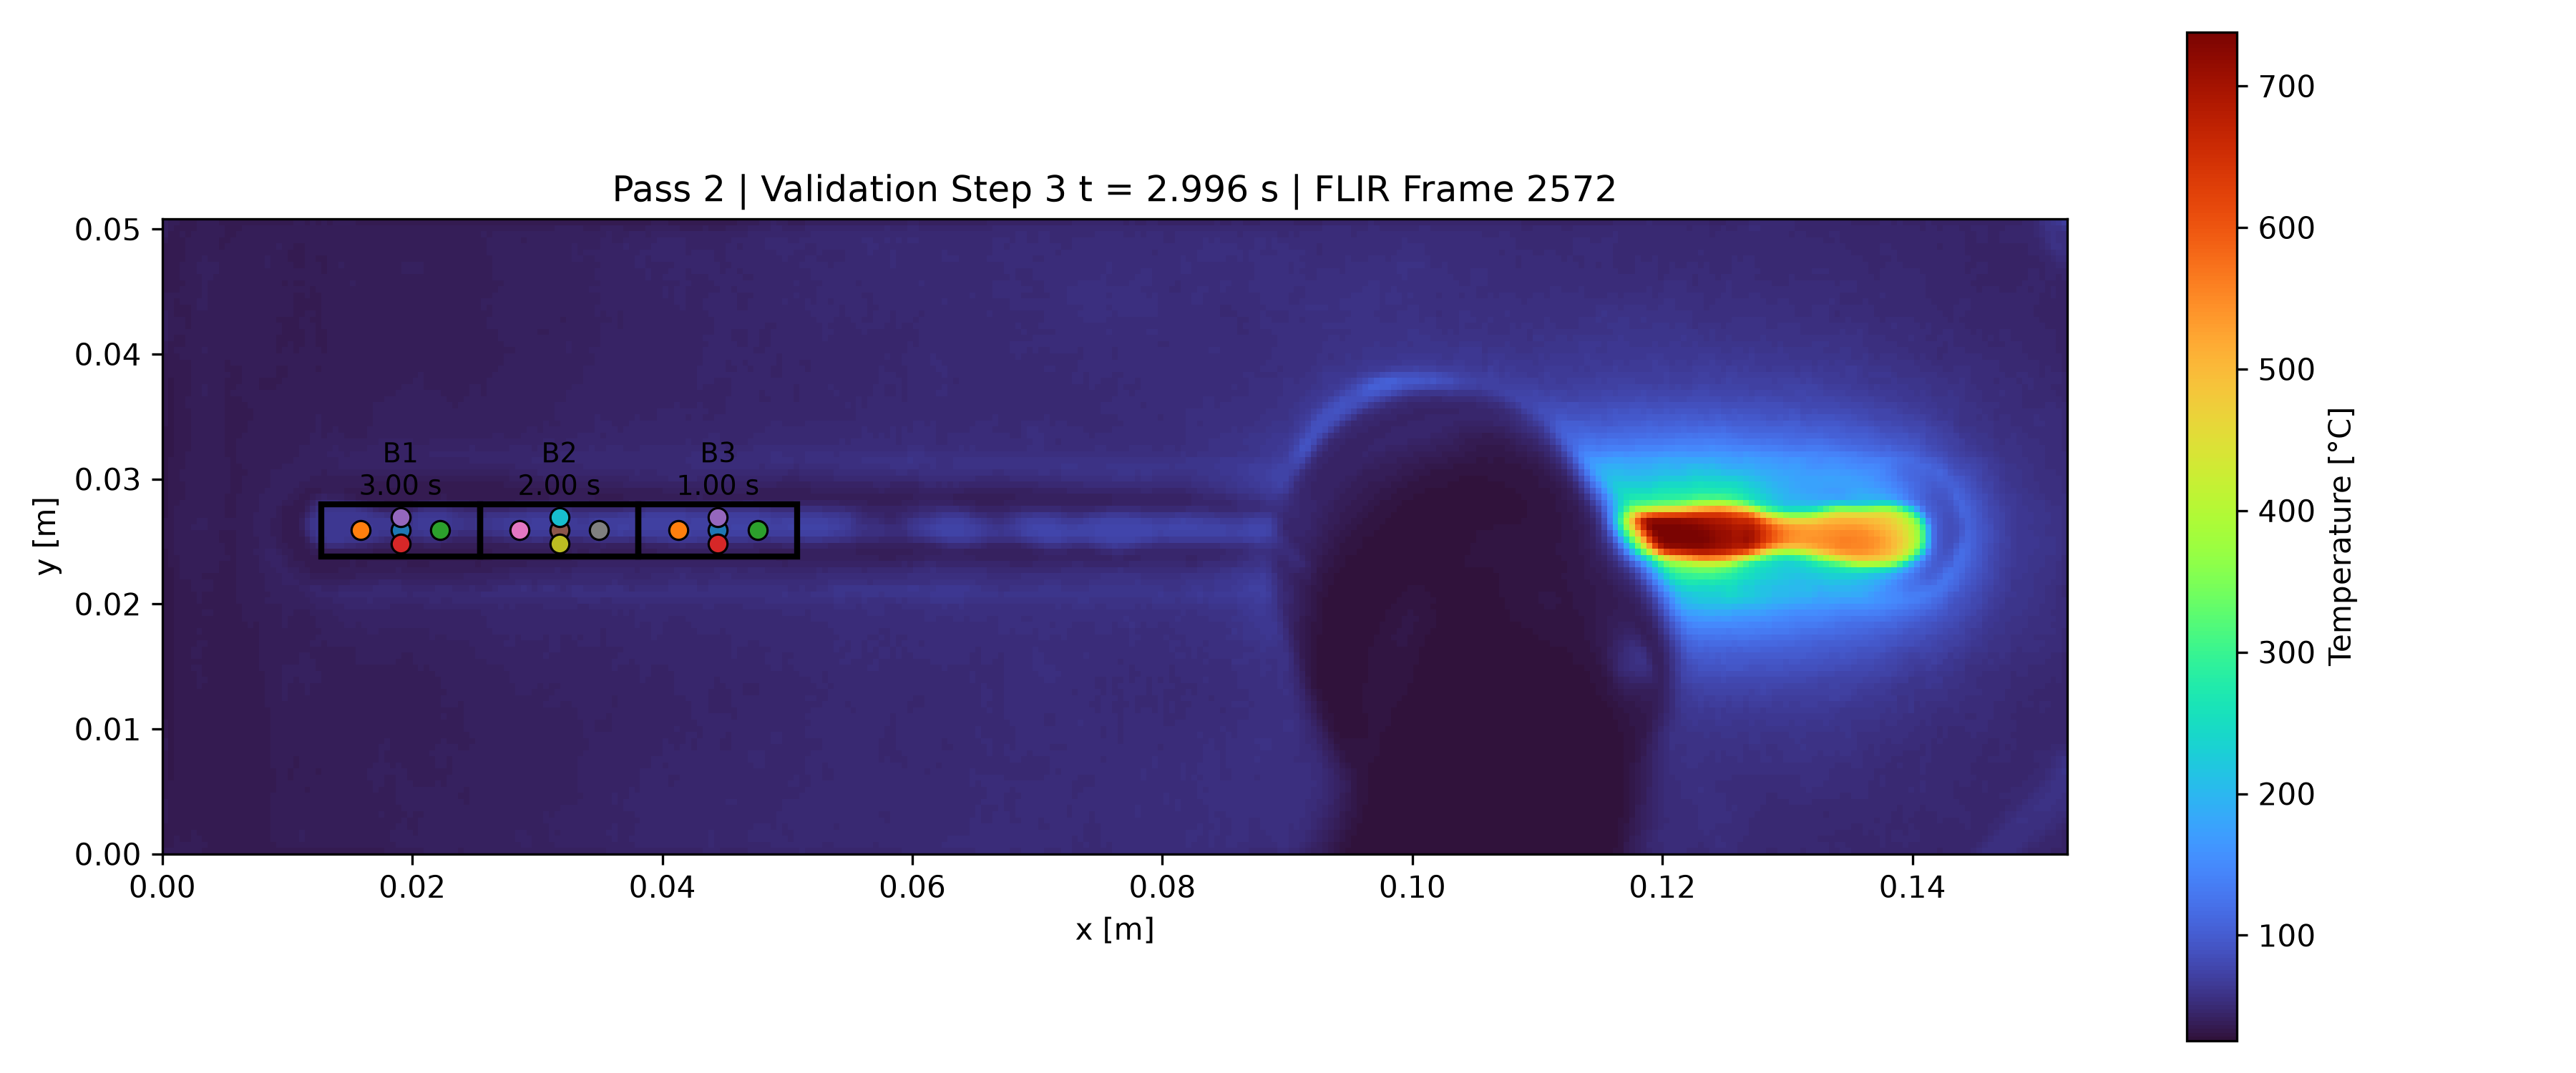 Pass 2 | Validation Step 3 t = 2.996 s | FLIR Frame 2572
0.05
0.04
0.03
0.02
0.01
0.00
y [m]
B1
3.00 s
B2
2.00 s
B3
1.00 s
0.00 0.02 0.04 0.06 0.08 0.10 0.12 0.14
x [m]
700
600
500
400
300
200
100
Temperature [°C]